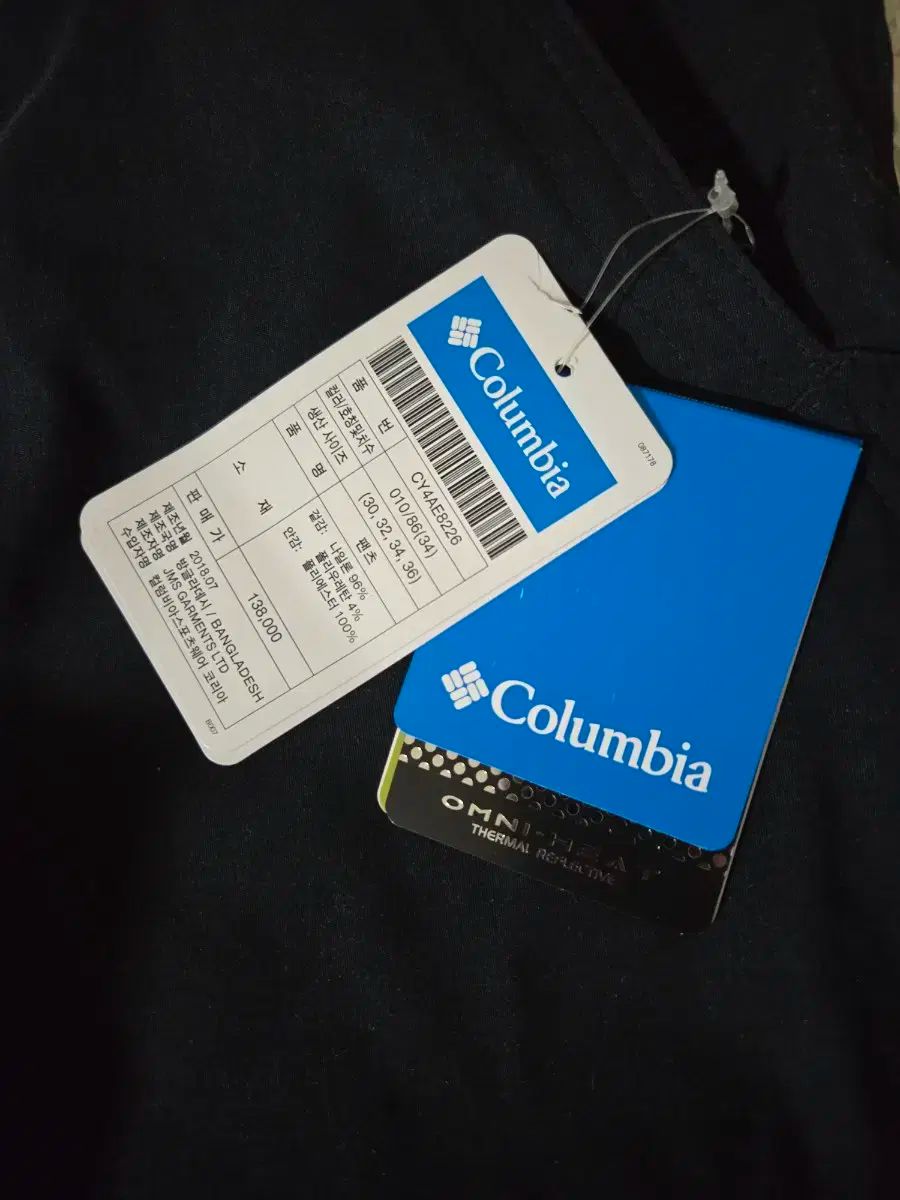 Columbia
087178
품 번 CY4AE8226
컬러/호칭및치수 010/86(34)
생산 사이즈 (30, 32, 34, 36)
품 명 팬츠
소 재 겉감: 나일론 96%
폴리우레탄 4%
안감: 폴리에스터 100%
판 매 가 138,000
제조년월 2018.07
제조국명 방글라데시 / BANGLADESH
제조자명 JMS GARMENTS LTD
수입자명 컬럼비아스포츠웨어 코리아
Columbia
OMNI-HEAT
THERMAL REFLECTIVE